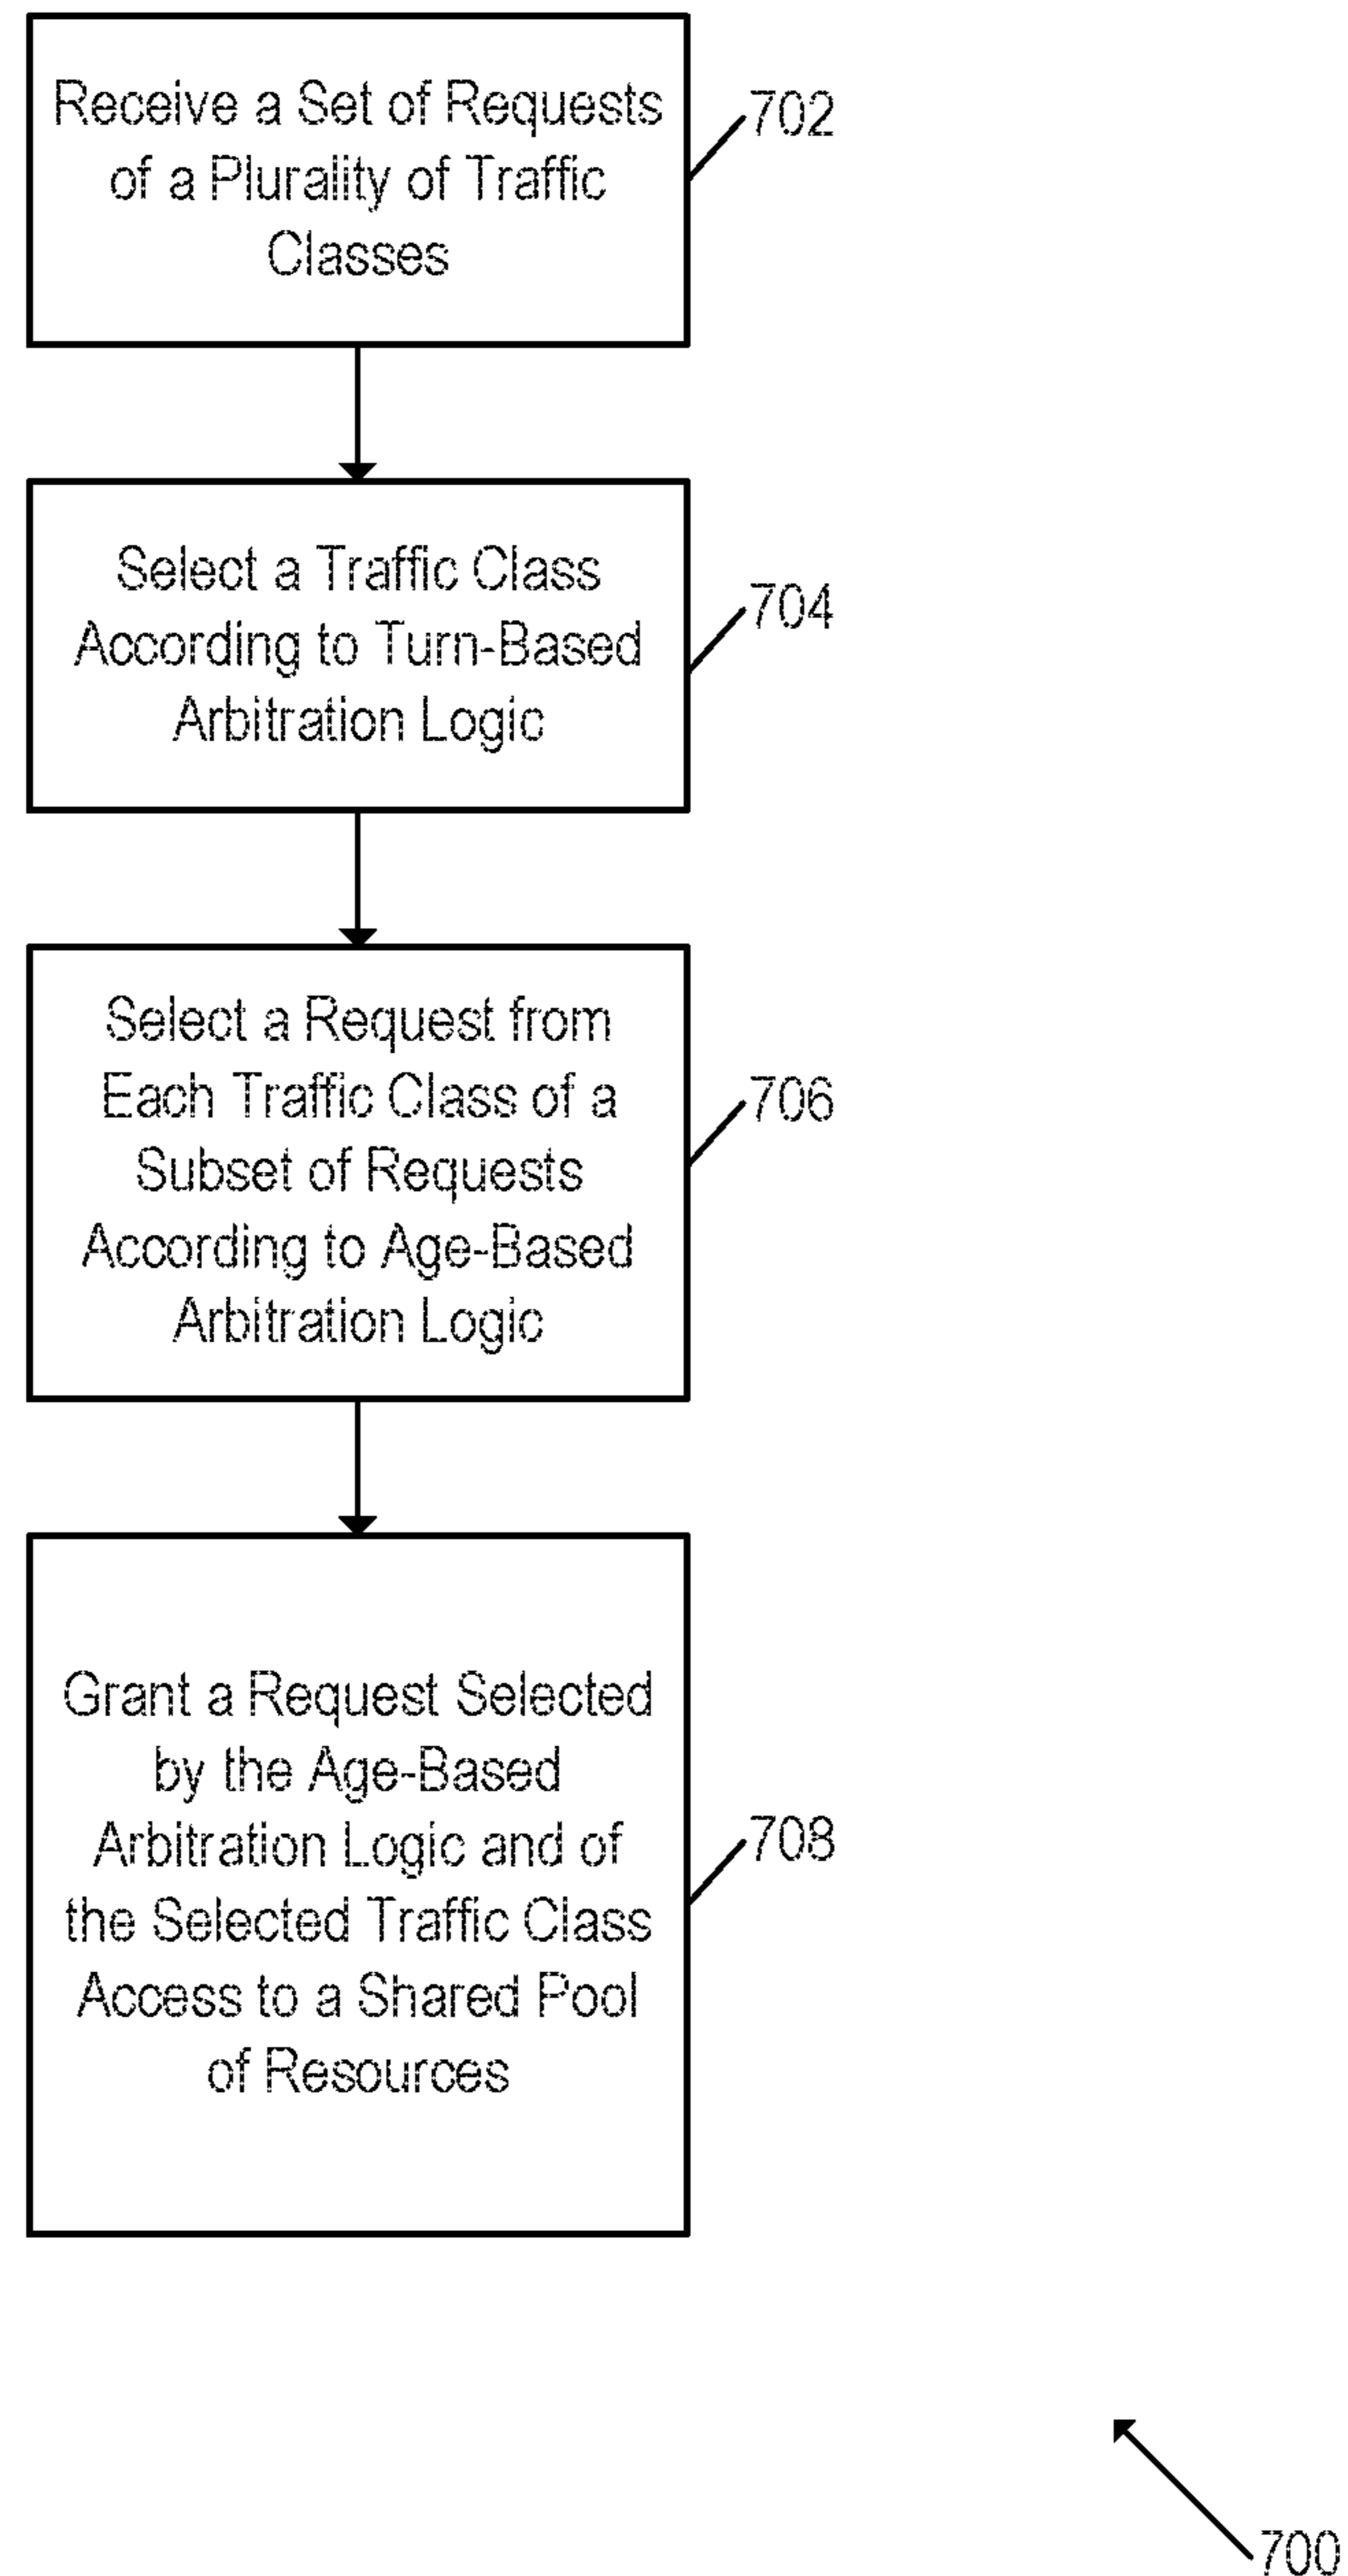 Receive a Set of Requests
of a Plurality of Traffic
Classes
702
Select a Traffic Class
According to Turn-Based
Arbitration Logic
704
Select a Request from
Each Traffic Class of a
Subset of Requests
According to Age-Based
Arbitration Logic
706
Grant a Request Selected
by the Age-Based
Arbitration Logic and of
the Selected Traffic Class
Access to a Shared Pool
of Resources
708
700